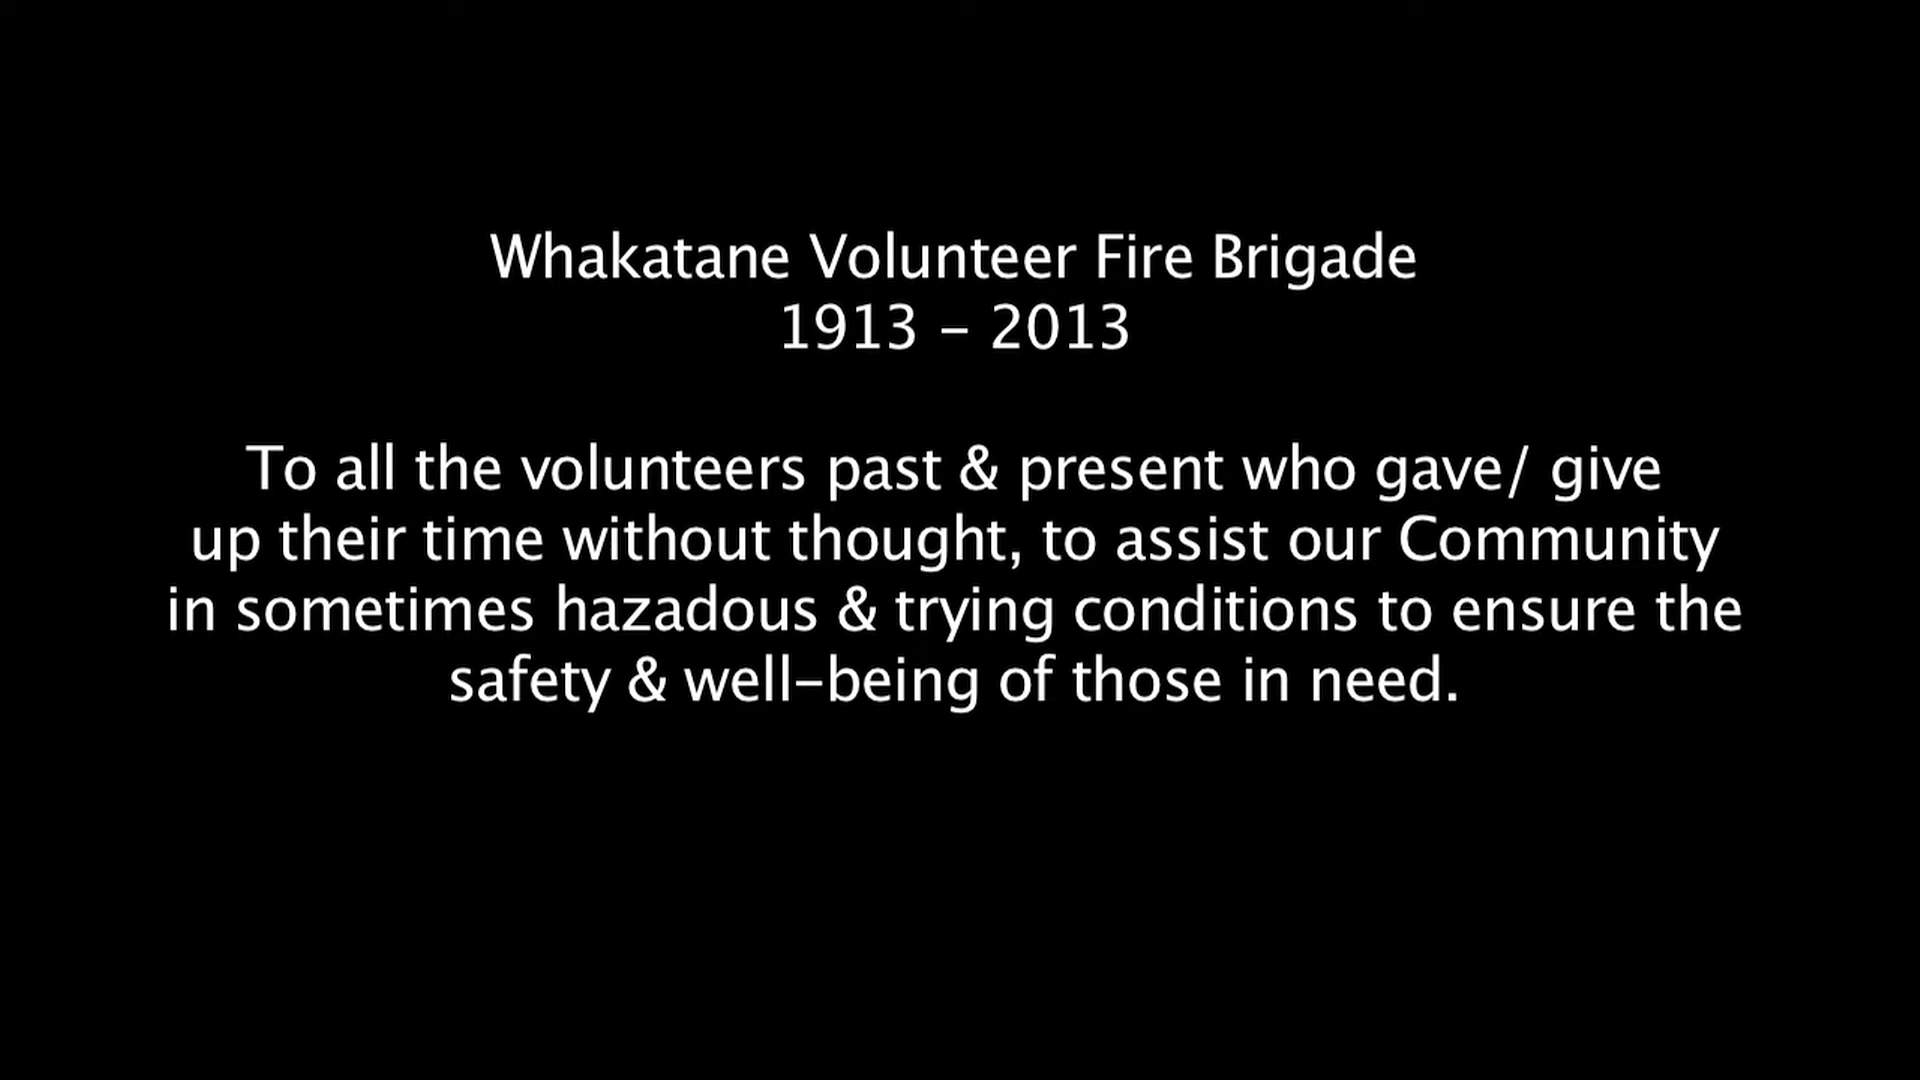 Whakatane Volunteer Fire Brigade
1913 - 2013
To all the volunteers past & present who gave/ give
up their time without thought, to assist our Community
in sometimes hazadous & trying conditions to ensure the
safety & well-being of those in need.